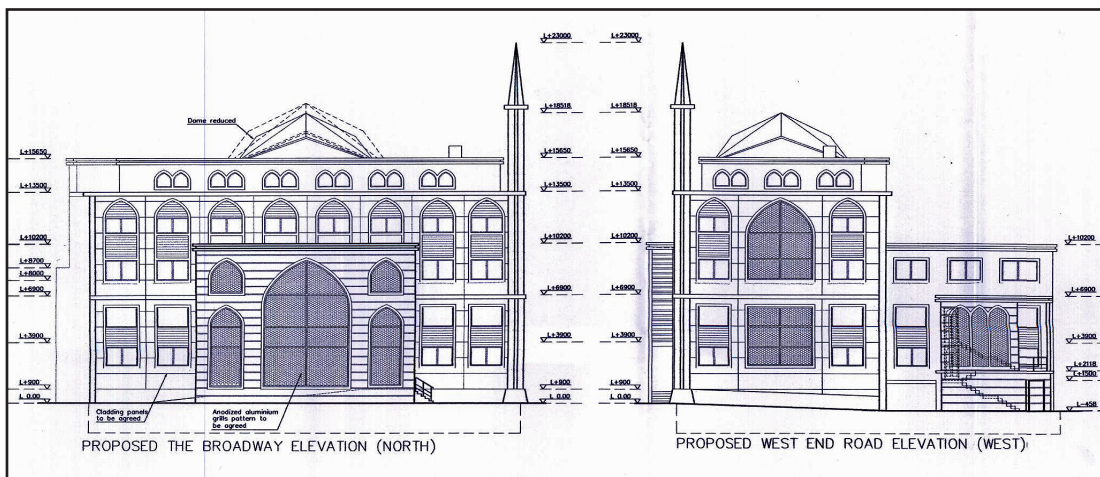 Dome reduced
L+15650
L+13500
L+10200
L+8700
L+8000
L+6900
L+3900
L+900
L 0.00
Cladding panels
to be agreed
Anodized aluminium
grills pattern to
be agreed
PROPOSED THE BROADWAY ELEVATION (NORTH)
L+23000
L+18518
L+15650
L+13500
L+10200
L+6900
L+3900
L+900
L 0.00
L+23000
L+18518
L+15650
L+13500
L+10200
L+6900
L+3900
L+900
L 0.00
L+10200
L+6900
L+3900
L+2118
L+1500
L-458
PROPOSED WEST END ROAD ELEVATION (WEST)